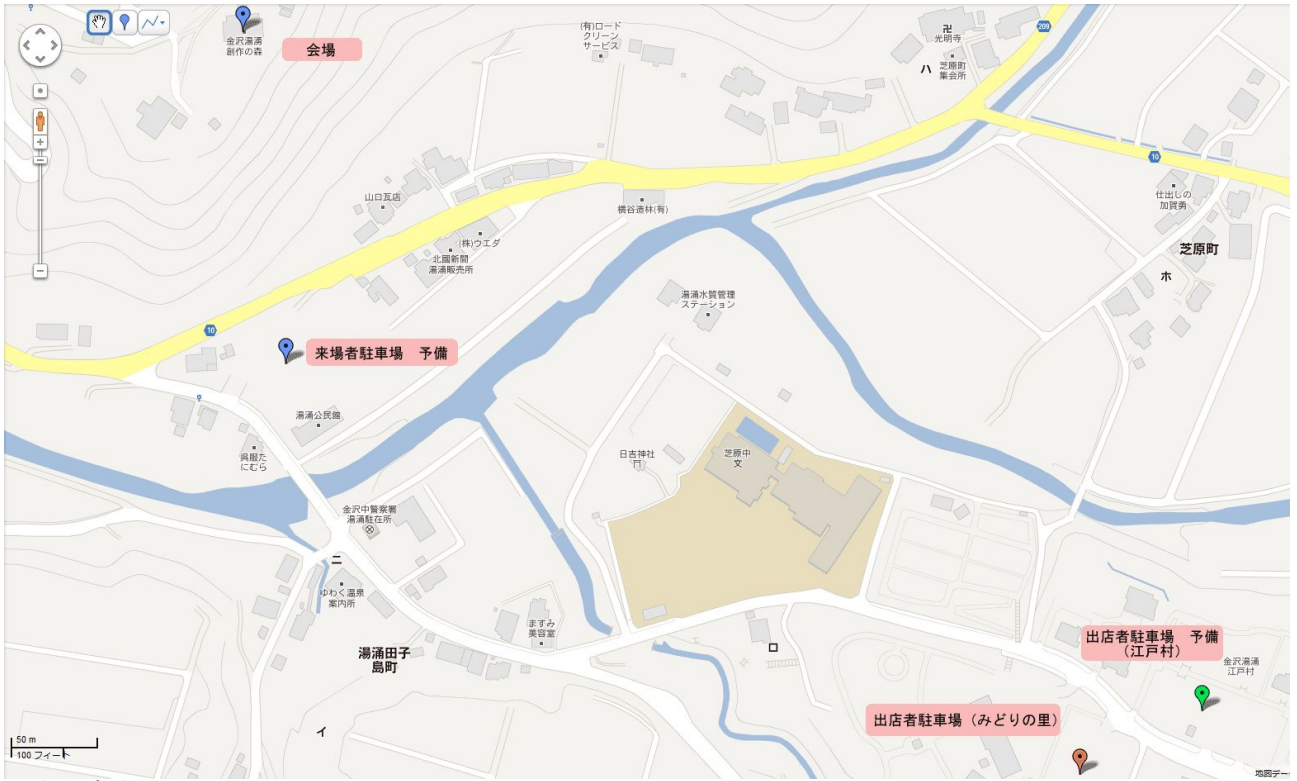 金沢湯涌
創作の森
会場
(有)ロード
クリーン
サービス
卍
光明寺
芝原町
集会所
ハ
209
10
仕出しの
加賀勇
芝原町
ホ
山口瓦店
横谷造林(有)
(株)ウエダ
北國新聞
湯涌販売所
湯涌水質管理
ステーション
10
来場者駐車場 予備
湯涌公民館
呉服た
にむら
日吉神社
芝原中
文
金沢中警察署
湯涌駐在所
ニ
ゆわく温泉
案内所
ますみ
美容室
湯涌田子
島町
ロ
イ
出店者駐車場 予備
(江戸村)
金沢湯涌
江戸村
出店者駐車場(みどりの里)
50 m
100 フィート
地図データ